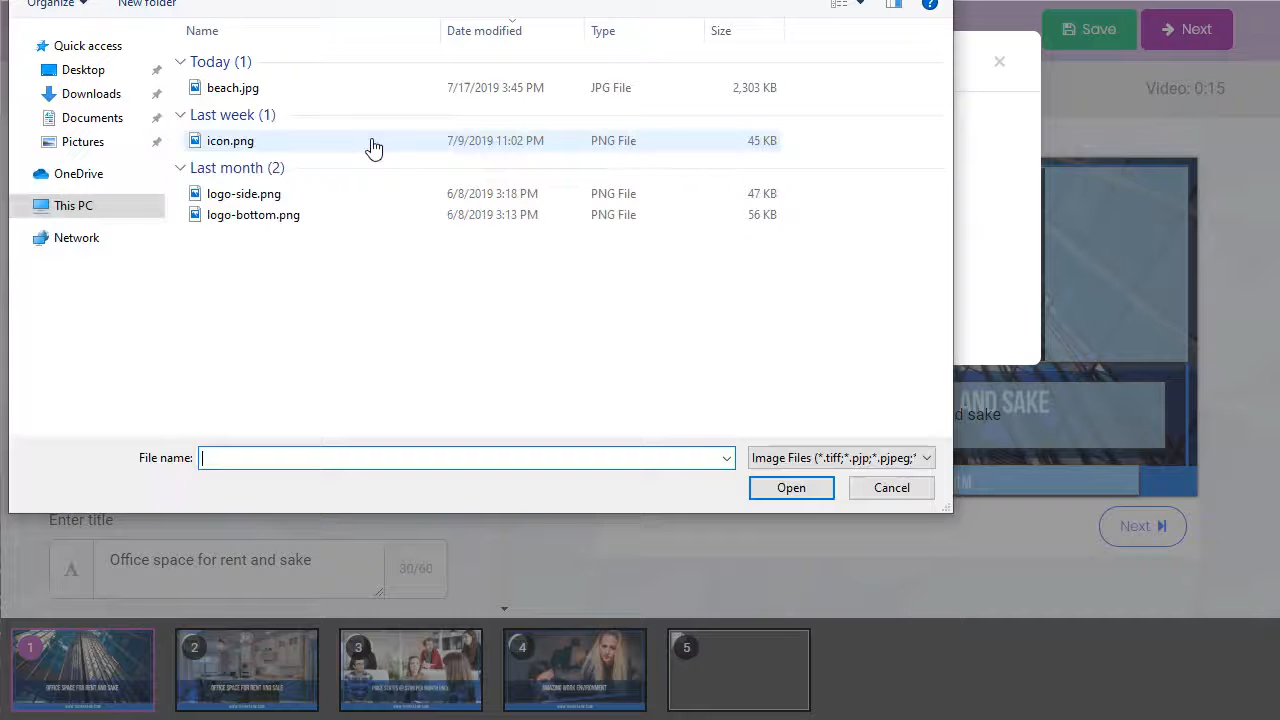 Organize
New folder
Name
Date modified
Type
Size
Quick access
Desktop
Downloads
Documents
Pictures
OneDrive
This PC
Network
Today (1)
beach.jpg 7/17/2019 3:45 PM JPG File 2,303 KB
Last week (1)
icon.png 7/9/2019 11:02 PM PNG File 45 KB
Last month (2)
logo-side.png 6/8/2019 3:18 PM PNG File 47 KB
logo-bottom.png 6/8/2019 3:13 PM PNG File 56 KB
File name:
Image Files (*.tiff;*.pjp;*.pjpeg;*
Open
Cancel
Save
Next
Video: 0:15
AND SAKE
d sake
Next
Enter title
A
Office space for rent and sake
30/60
1
OFFICE SPACE FOR RENT AND SAKE
2
OFFICE SPACE FOR RENT AND SALE
3
4
AMAZING WORK ENVIRONMENT
5